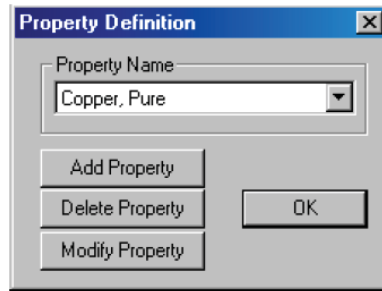 Property Definition
Property Name
Copper, Pure
Add Property
Delete Property
OK
Modify Property